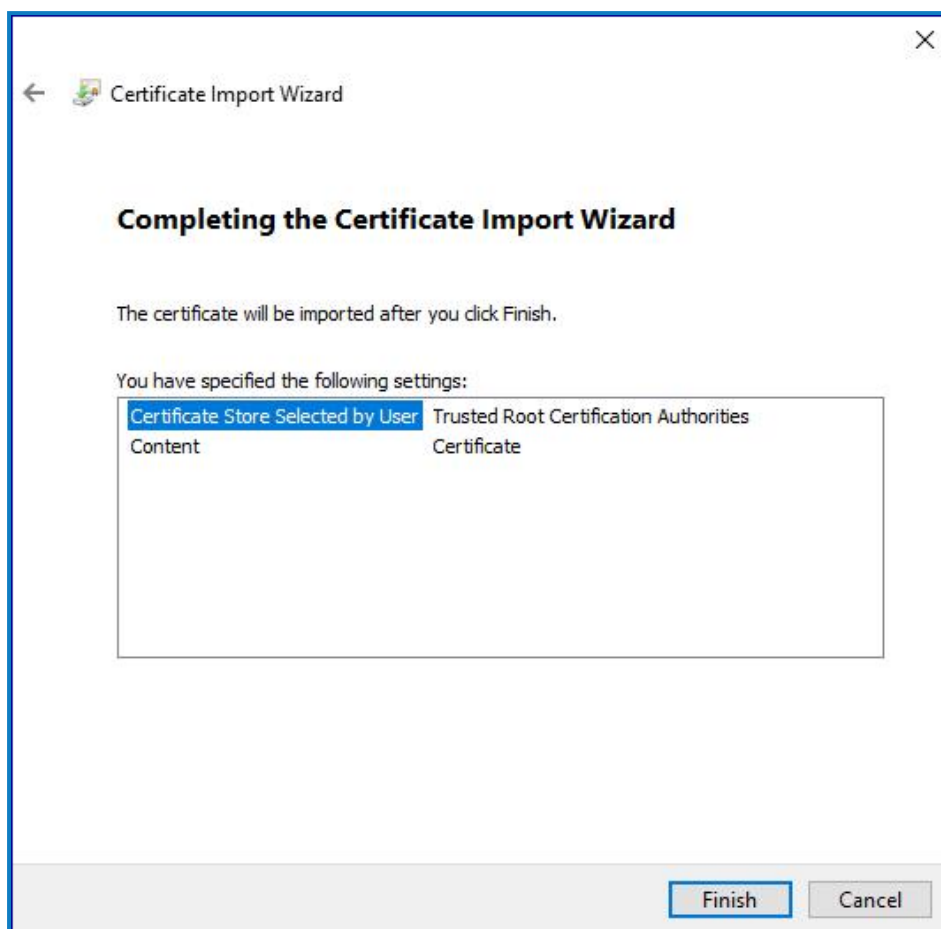 Certificate Import Wizard
Completing the Certificate Import Wizard
The certificate will be imported after you click Finish.
You have specified the following settings:
Certificate Store Selected by User Trusted Root Certification Authorities
Content Certificate
Finish Cancel